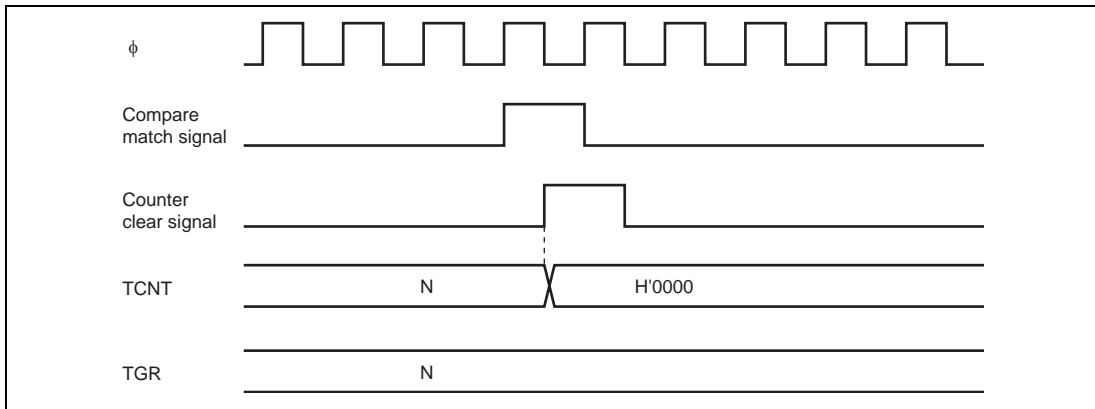 ϕ
Compare
match signal
Counter
clear signal
TCNT
N
H'0000
TGR
N